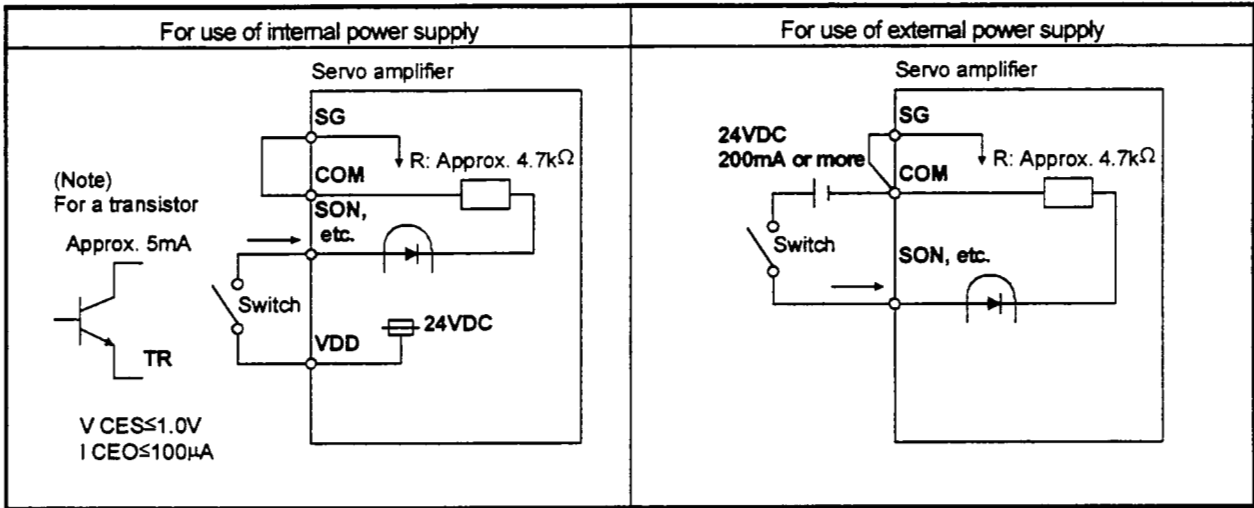 For use of internal power supply
Servo amplifier
SG
R: Approx. 4.7kΩ
COM
(Note)
For a transistor
SON,
etc.
Approx. 5mA
Switch
24VDC
VDD
TR
V CES≤1.0V
I CEO≤100μA
For use of external power supply
Servo amplifier
SG
24VDC
200mA or more
R: Approx. 4.7kΩ
COM
Switch
SON, etc.